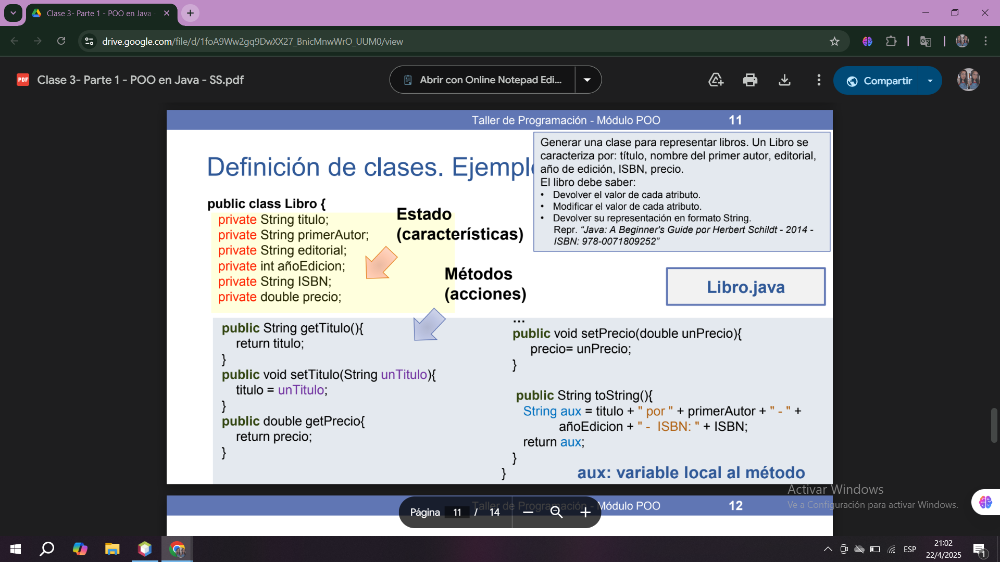 Clase 3- Parte 1 - POO en Java -
drive.google.com/file/d/1foA9Ww2gq9DwXX27_BnicMnwWrO_UUM0/view
PDF Clase 3- Parte 1 - POO en Java - SS.pdf
Abrir con Online Notepad Edi...
Compartir
Taller de Programación - Módulo POO 11
Definición de clases. Ejempl
Generar una clase para representar libros. Un Libro se
caracteriza por: título, nombre del primer autor, editorial,
año de edición, ISBN, precio.
El libro debe saber:
• Devolver el valor de cada atributo.
• Modificar el valor de cada atributo.
• Devolver su representación en formato String.
Repr. “Java: A Beginner's Guide por Herbert Schildt - 2014 -
ISBN: 978-0071809252”
public class Libro {
private String titulo;
private String primerAutor;
private String editorial;
private int añoEdicion;
private String ISBN;
private double precio;
Estado
(características)
Métodos
(acciones)
Libro.java
public String getTitulo(){
return titulo;
}
public void setTitulo(String unTitulo){
titulo = unTitulo;
}
public double getPrecio{
return precio;
}
...
public void setPrecio(double unPrecio){
precio= unPrecio;
}
public String toString(){
String aux = titulo + " por " + primerAutor + " - " +
añoEdicion + " -  ISBN: " + ISBN;
return aux;
}
}
aux: variable local al método
Activar Windows
Ve a Configuración para activar Windows.
Taller de Programación - Módulo POO 12
Página 11 / 14
ESP
21:02
22/4/2025
1